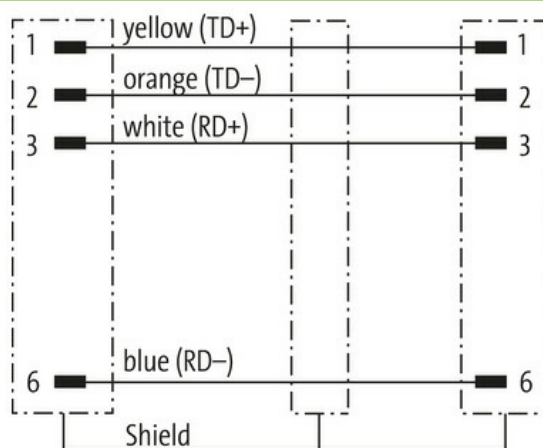 1 yellow (TD+) 1
2 orange (TD–) 2
3 white (RD+) 3
6 blue (RD–) 6
Shield